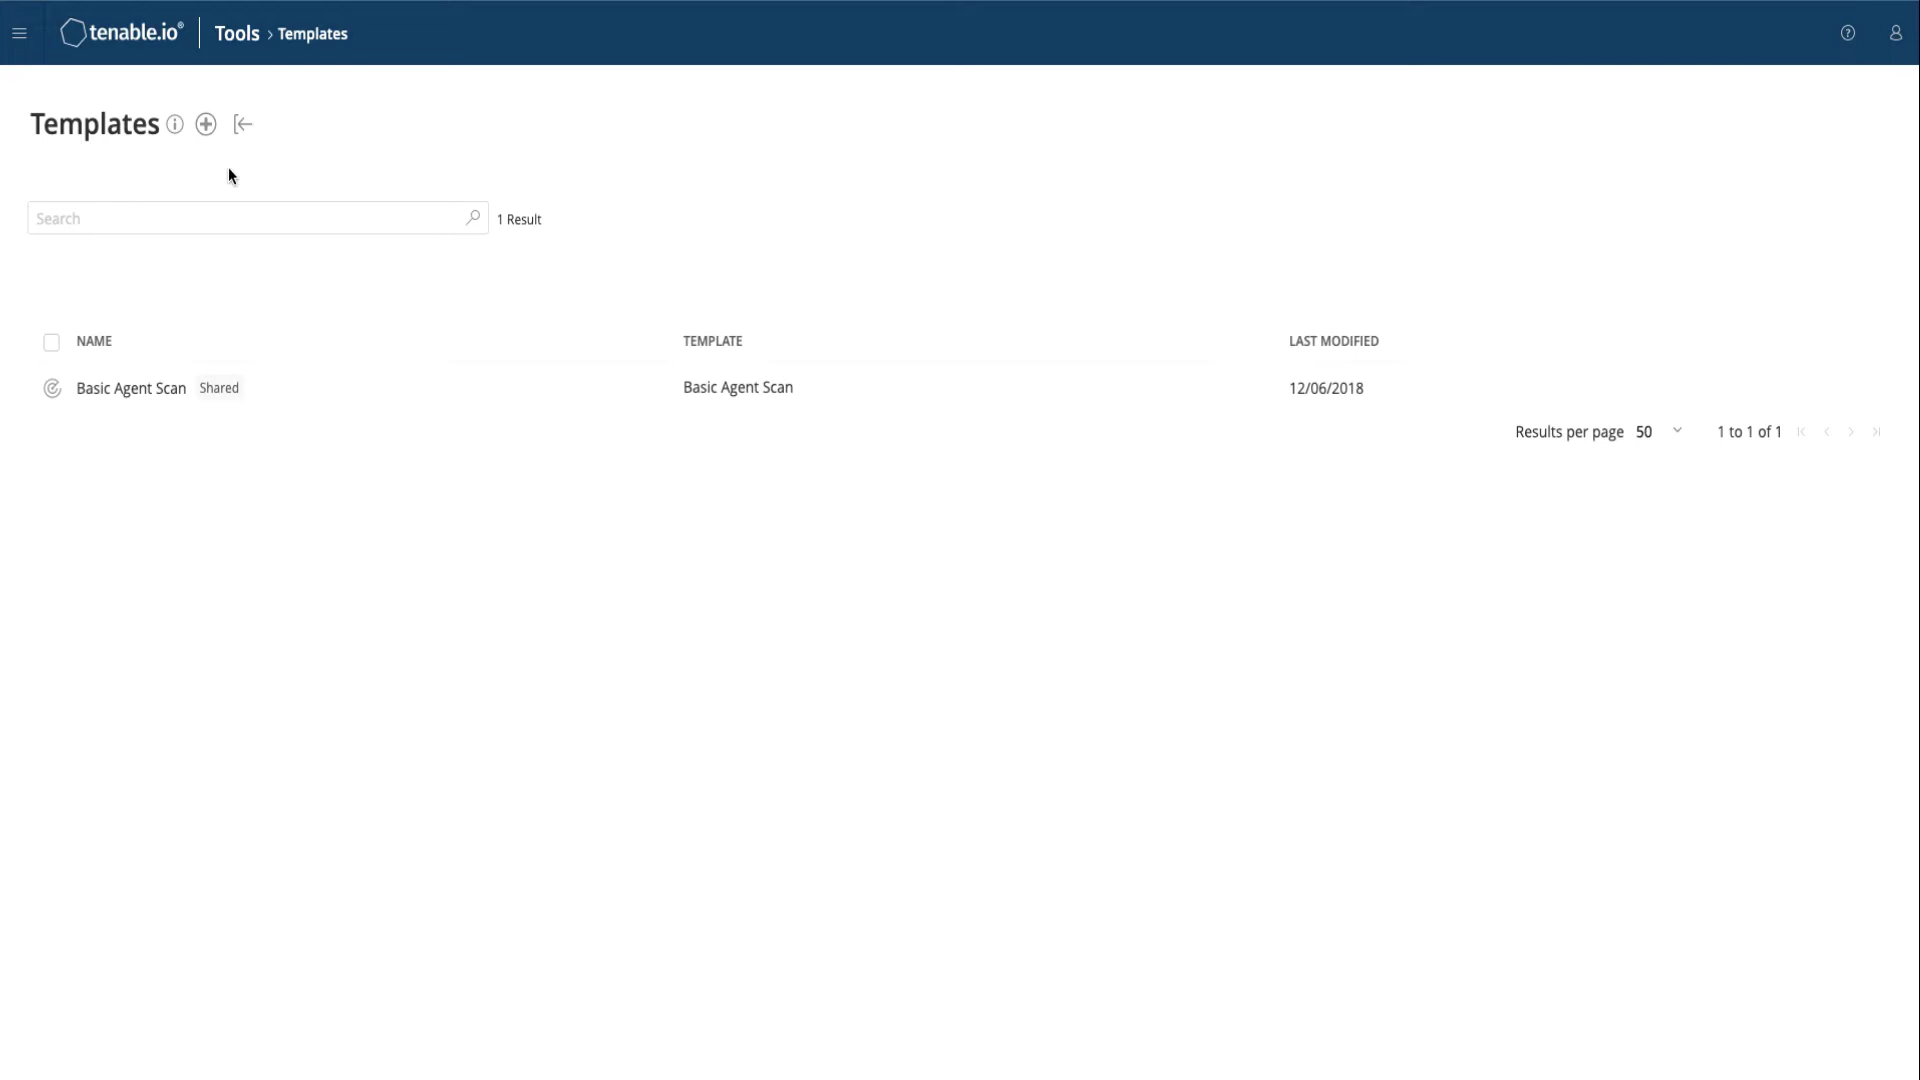 tenable.io® Tools > Templates
Templates
Search
1 Result
NAME TEMPLATE LAST MODIFIED
Basic Agent Scan Shared Basic Agent Scan 12/06/2018
Results per page 50 1 to 1 of 1